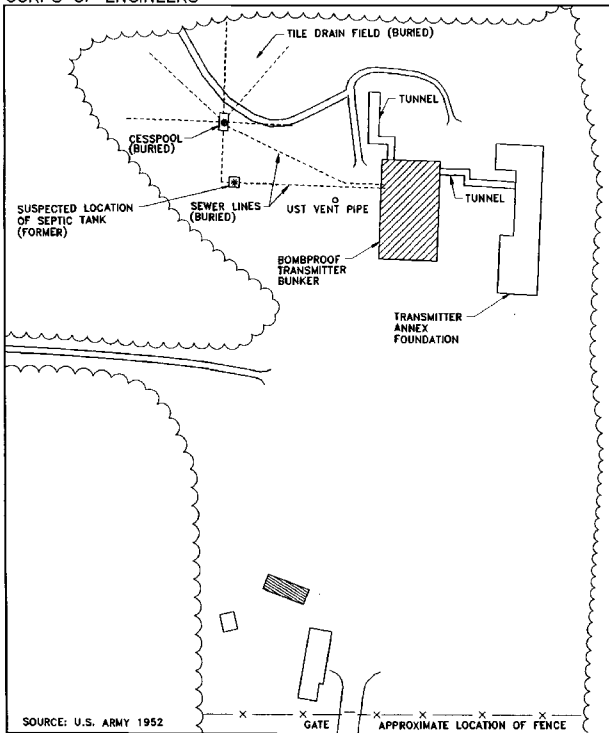 CORPS OF ENGINEERS
TILE DRAIN FIELD (BURIED)
TUNNEL
CESSPOOL
(BURIED)
SUSPECTED LOCATION
OF SEPTIC TANK
(FORMER)
SEWER LINES
(BURIED)
UST VENT PIPE
TUNNEL
BOMBPROOF
TRANSMITTER
BUNKER
TRANSMITTER
ANNEX
FOUNDATION
SOURCE: U.S. ARMY 1952
GATE
APPROXIMATE LOCATION OF FENCE